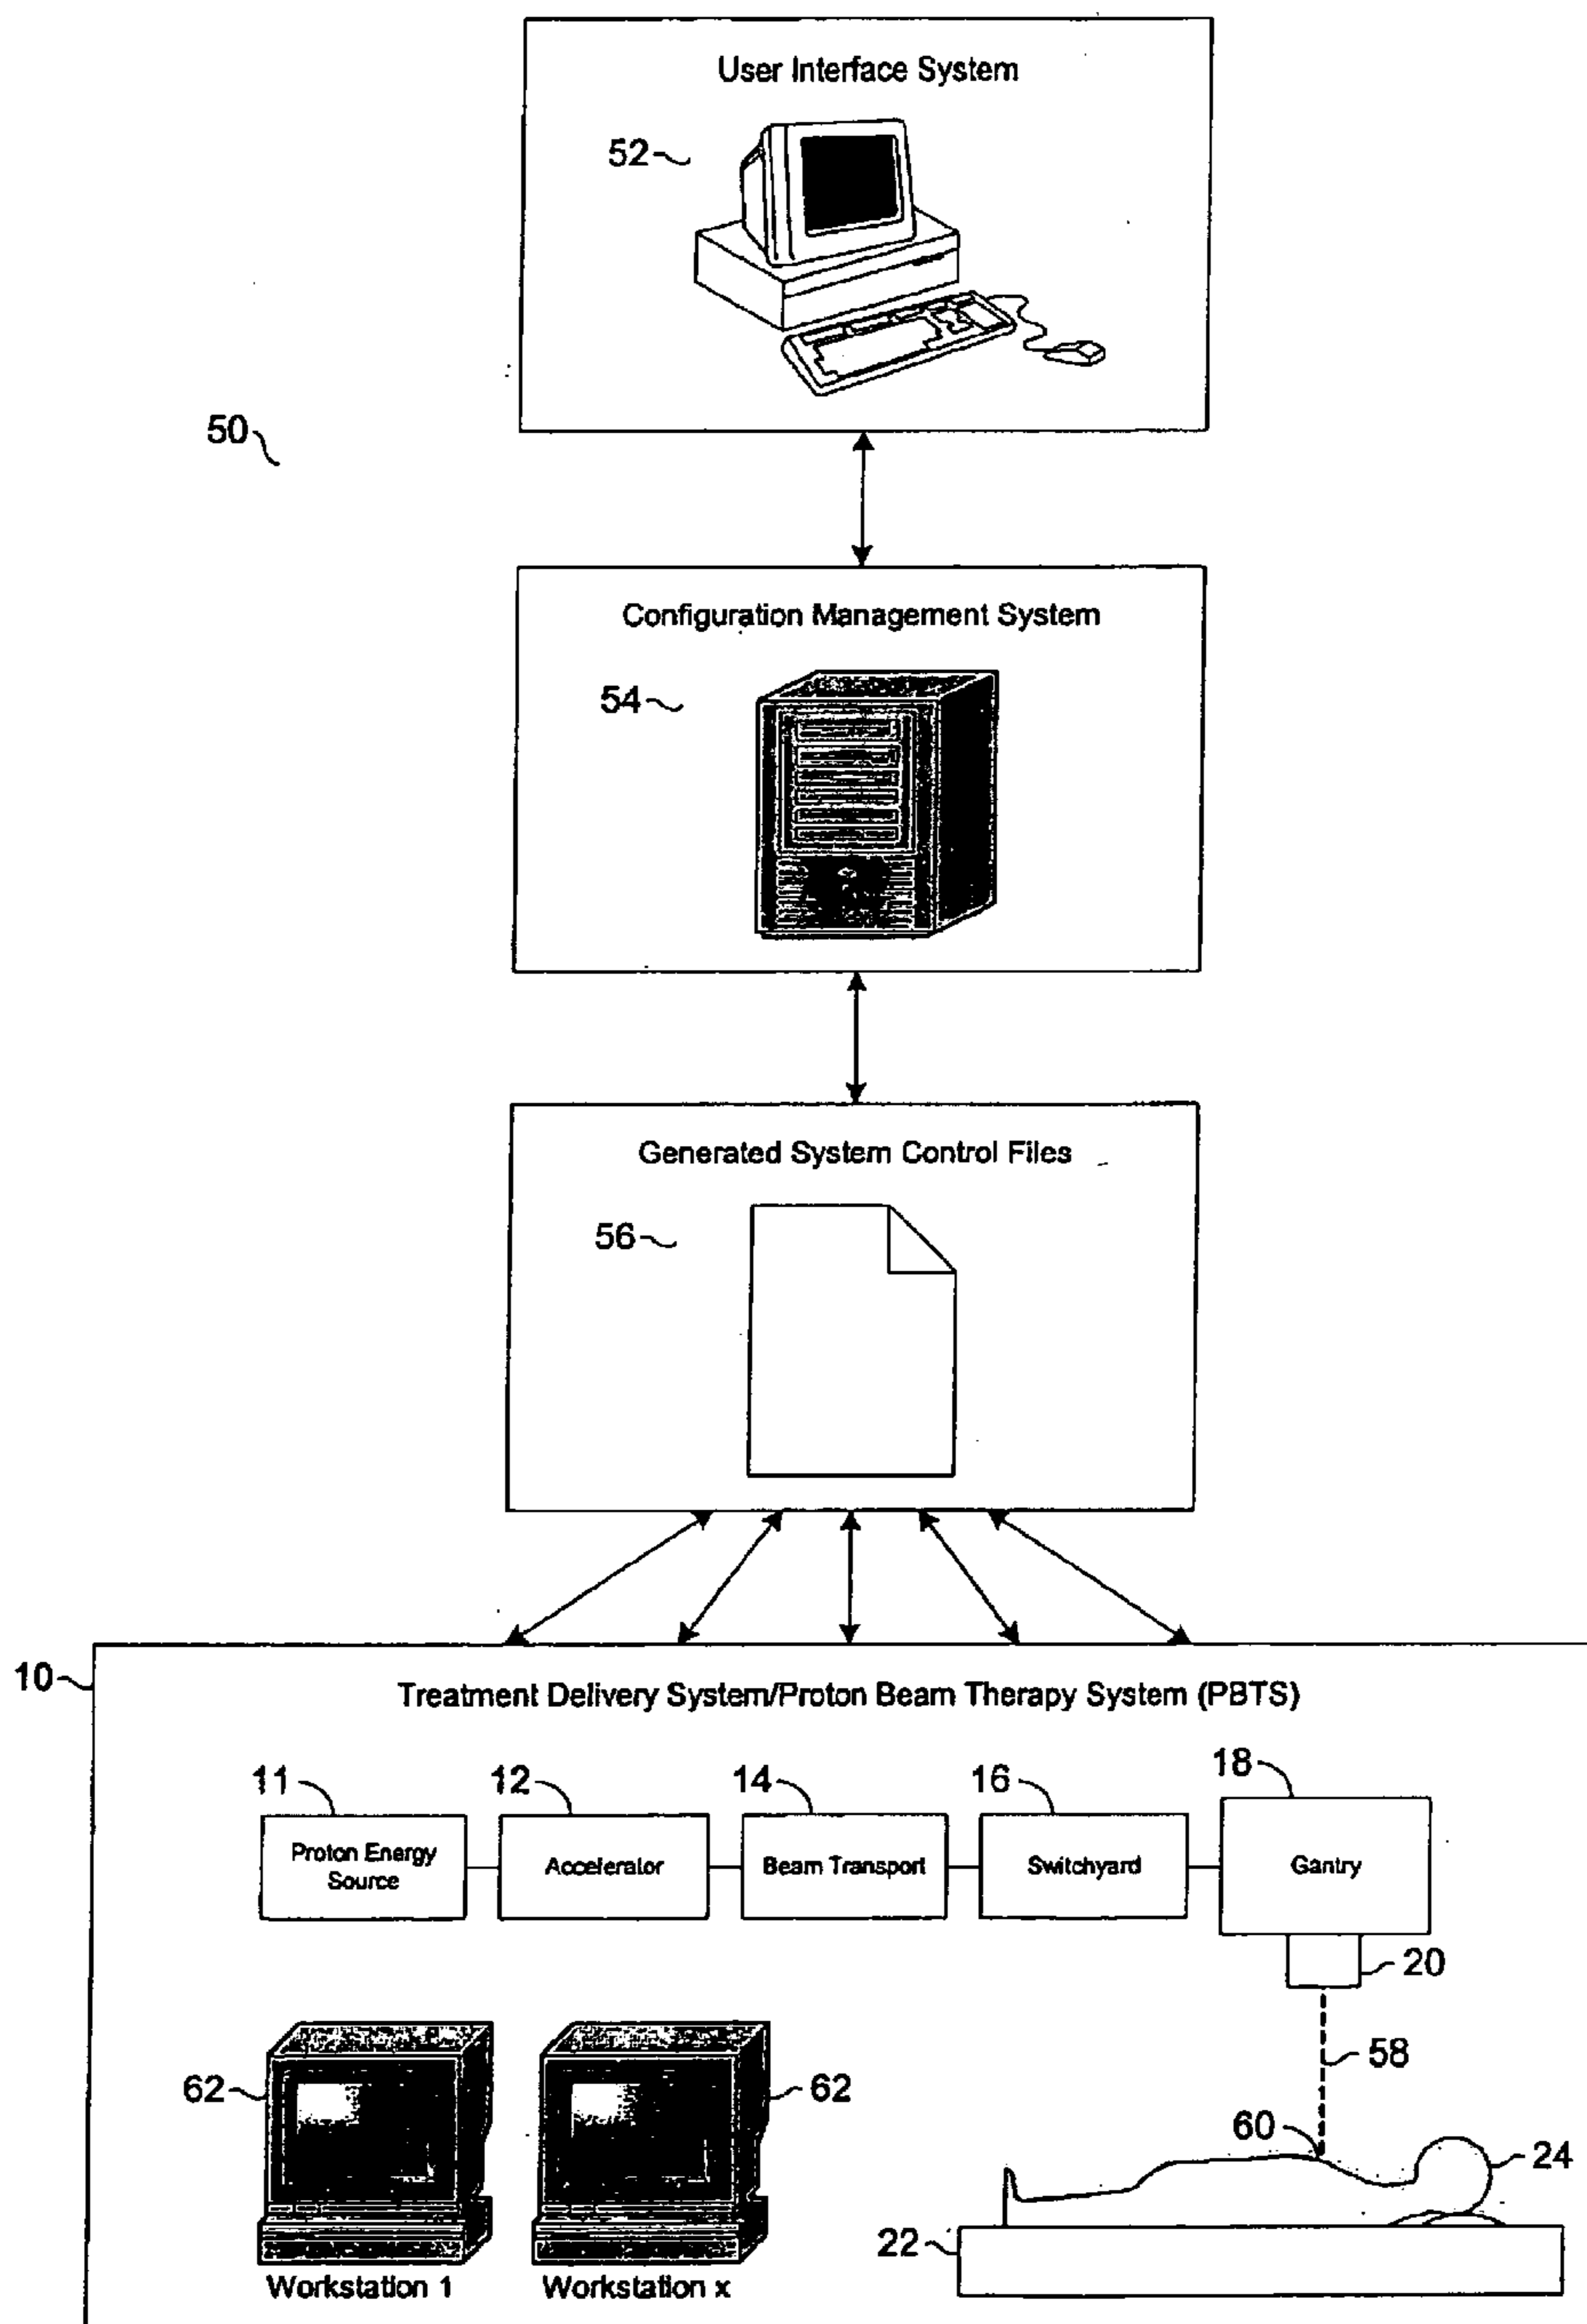 User Interface System
52
50
Configuration Management System
54
Generated System Control Files
56
10
Treatment Delivery System/Proton Beam Therapy System (PBTS)
11
12
14
16
18
Proton Energy
Source
Accelerator
Beam Transport
Switchyard
Gantry
20
58
62
62
60
24
22
Workstation 1
Workstation x